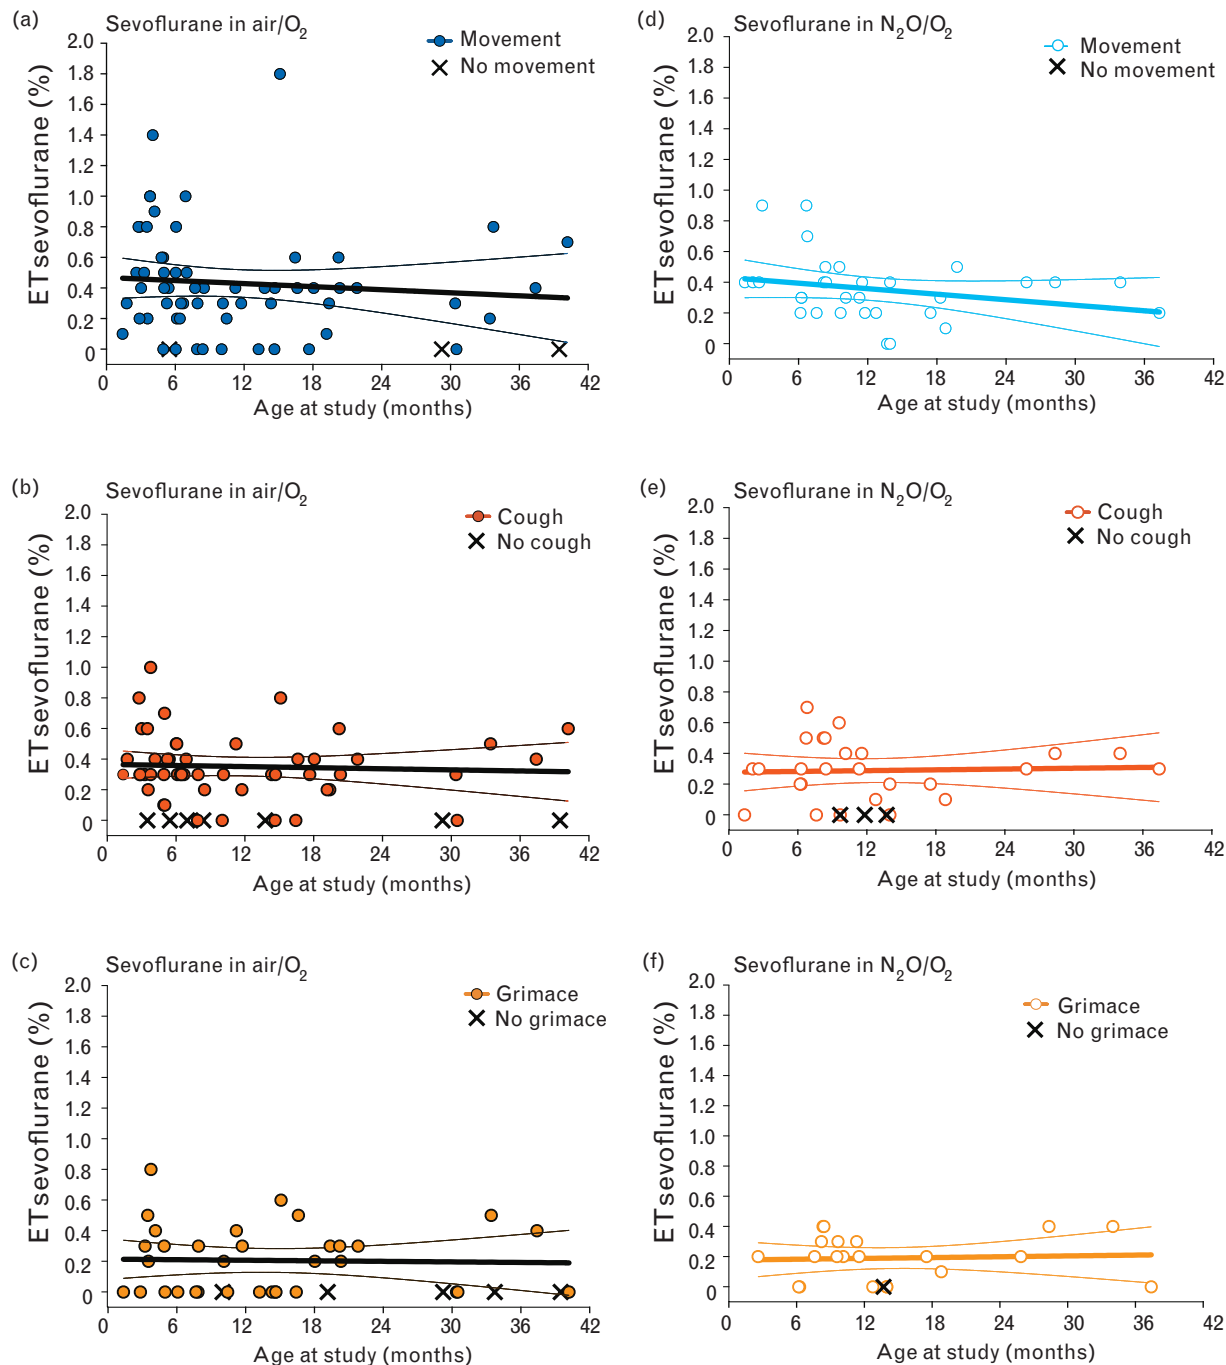 (a)
Sevoflurane in air/O2
Movement
No movement
ET sevoflurane (%)
2.0
1.8
1.6
1.4
1.2
1.0
0.8
0.6
0.4
0.2
0
0 6 12 18 24 30 36 42
Age at study (months)
(d)
Sevoflurane in N2O/O2
Movement
No movement
ET sevoflurane (%)
2.0
1.8
1.6
1.4
1.2
1.0
0.8
0.6
0.4
0.2
0
0 6 12 18 24 30 36 42
Age at study (months)
(b)
Sevoflurane in air/O2
Cough
No cough
ET sevoflurane (%)
2.0
1.8
1.6
1.4
1.2
1.0
0.8
0.6
0.4
0.2
0
0 6 12 18 24 30 36 42
Age at study (months)
(e)
Sevoflurane in N2O/O2
Cough
No cough
ET sevoflurane (%)
2.0
1.8
1.6
1.4
1.2
1.0
0.8
0.6
0.4
0.2
0
0 6 12 18 24 30 36 42
Age at study (months)
(c)
Sevoflurane in air/O2
Grimace
No grimace
ET sevoflurane (%)
2.0
1.8
1.6
1.4
1.2
1.0
0.8
0.6
0.4
0.2
0
0 6 12 18 24 30 36 42
Age at study (months)
(f)
Sevoflurane in N2O/O2
Grimace
No grimace
ET sevoflurane (%)
2.0
1.8
1.6
1.4
1.2
1.0
0.8
0.6
0.4
0.2
0
0 6 12 18 24 30 36 42
Age at study (months)